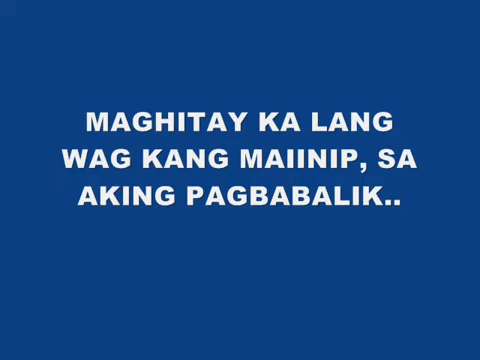 MAGHITAY KA LANG
WAG KANG MAIINIP, SA
AKING PAGBABALIK..